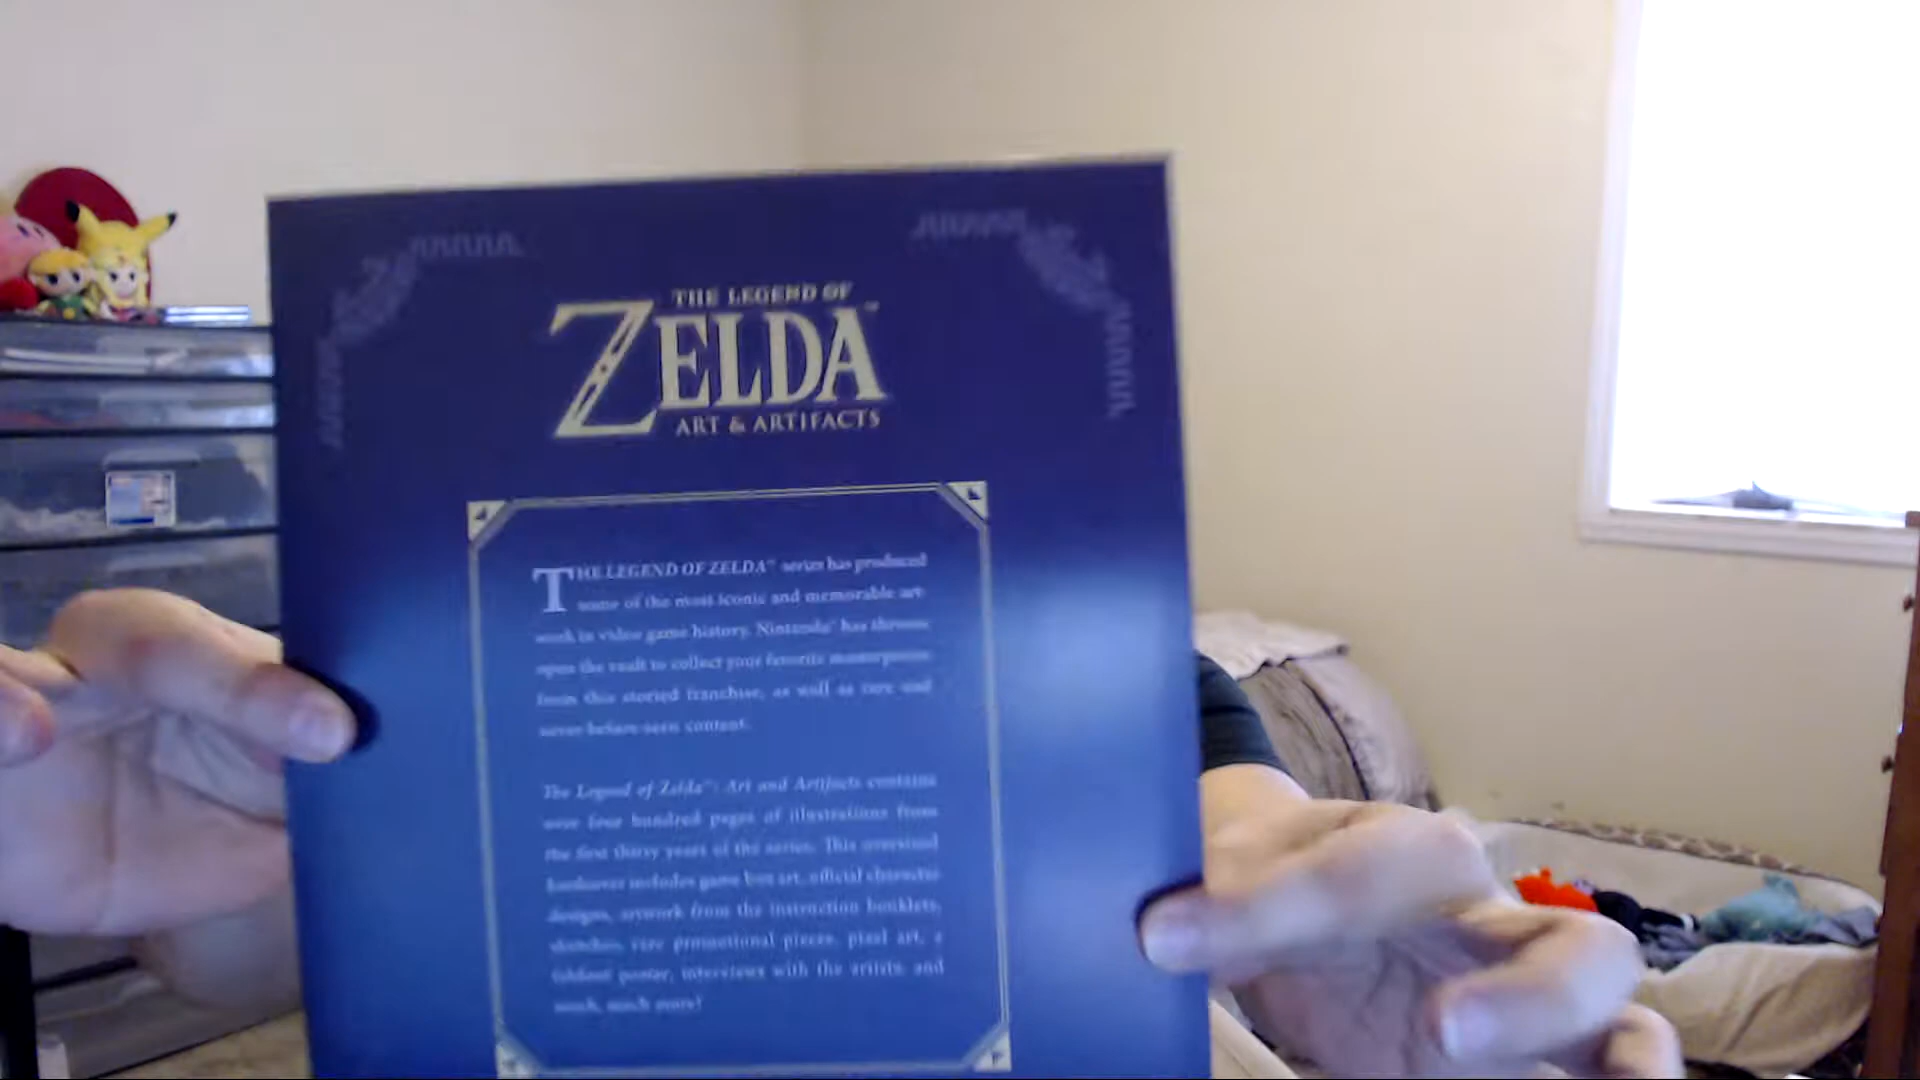 THE LEGEND OF
ZELDA™
ART & ARTIFACTS
THE LEGEND OF ZELDA™ series has produced
some of the most iconic and memorable art-
work in video game history. Nintendo® has thrown
open the vault to collect your favorite masterpieces
from this storied franchise, as well as rare and
never-before-seen content.
The Legend of Zelda™: Art and Artifacts contains
over four hundred pages of illustrations from
the first thirty years of the series. This oversized
hardcover includes game box art, official character
designs, artwork from the instruction booklets,
sketches, rare promotional pieces, pixel art, a
foldout poster, interviews with the artists, and
much, much more!